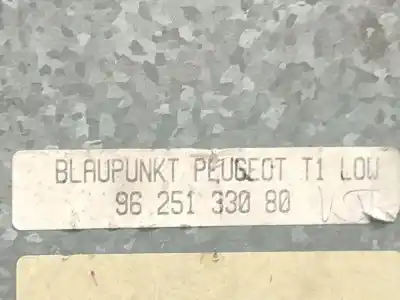 BLAUPUNKT PEUGEOT T1 LOW
96 251 330 80